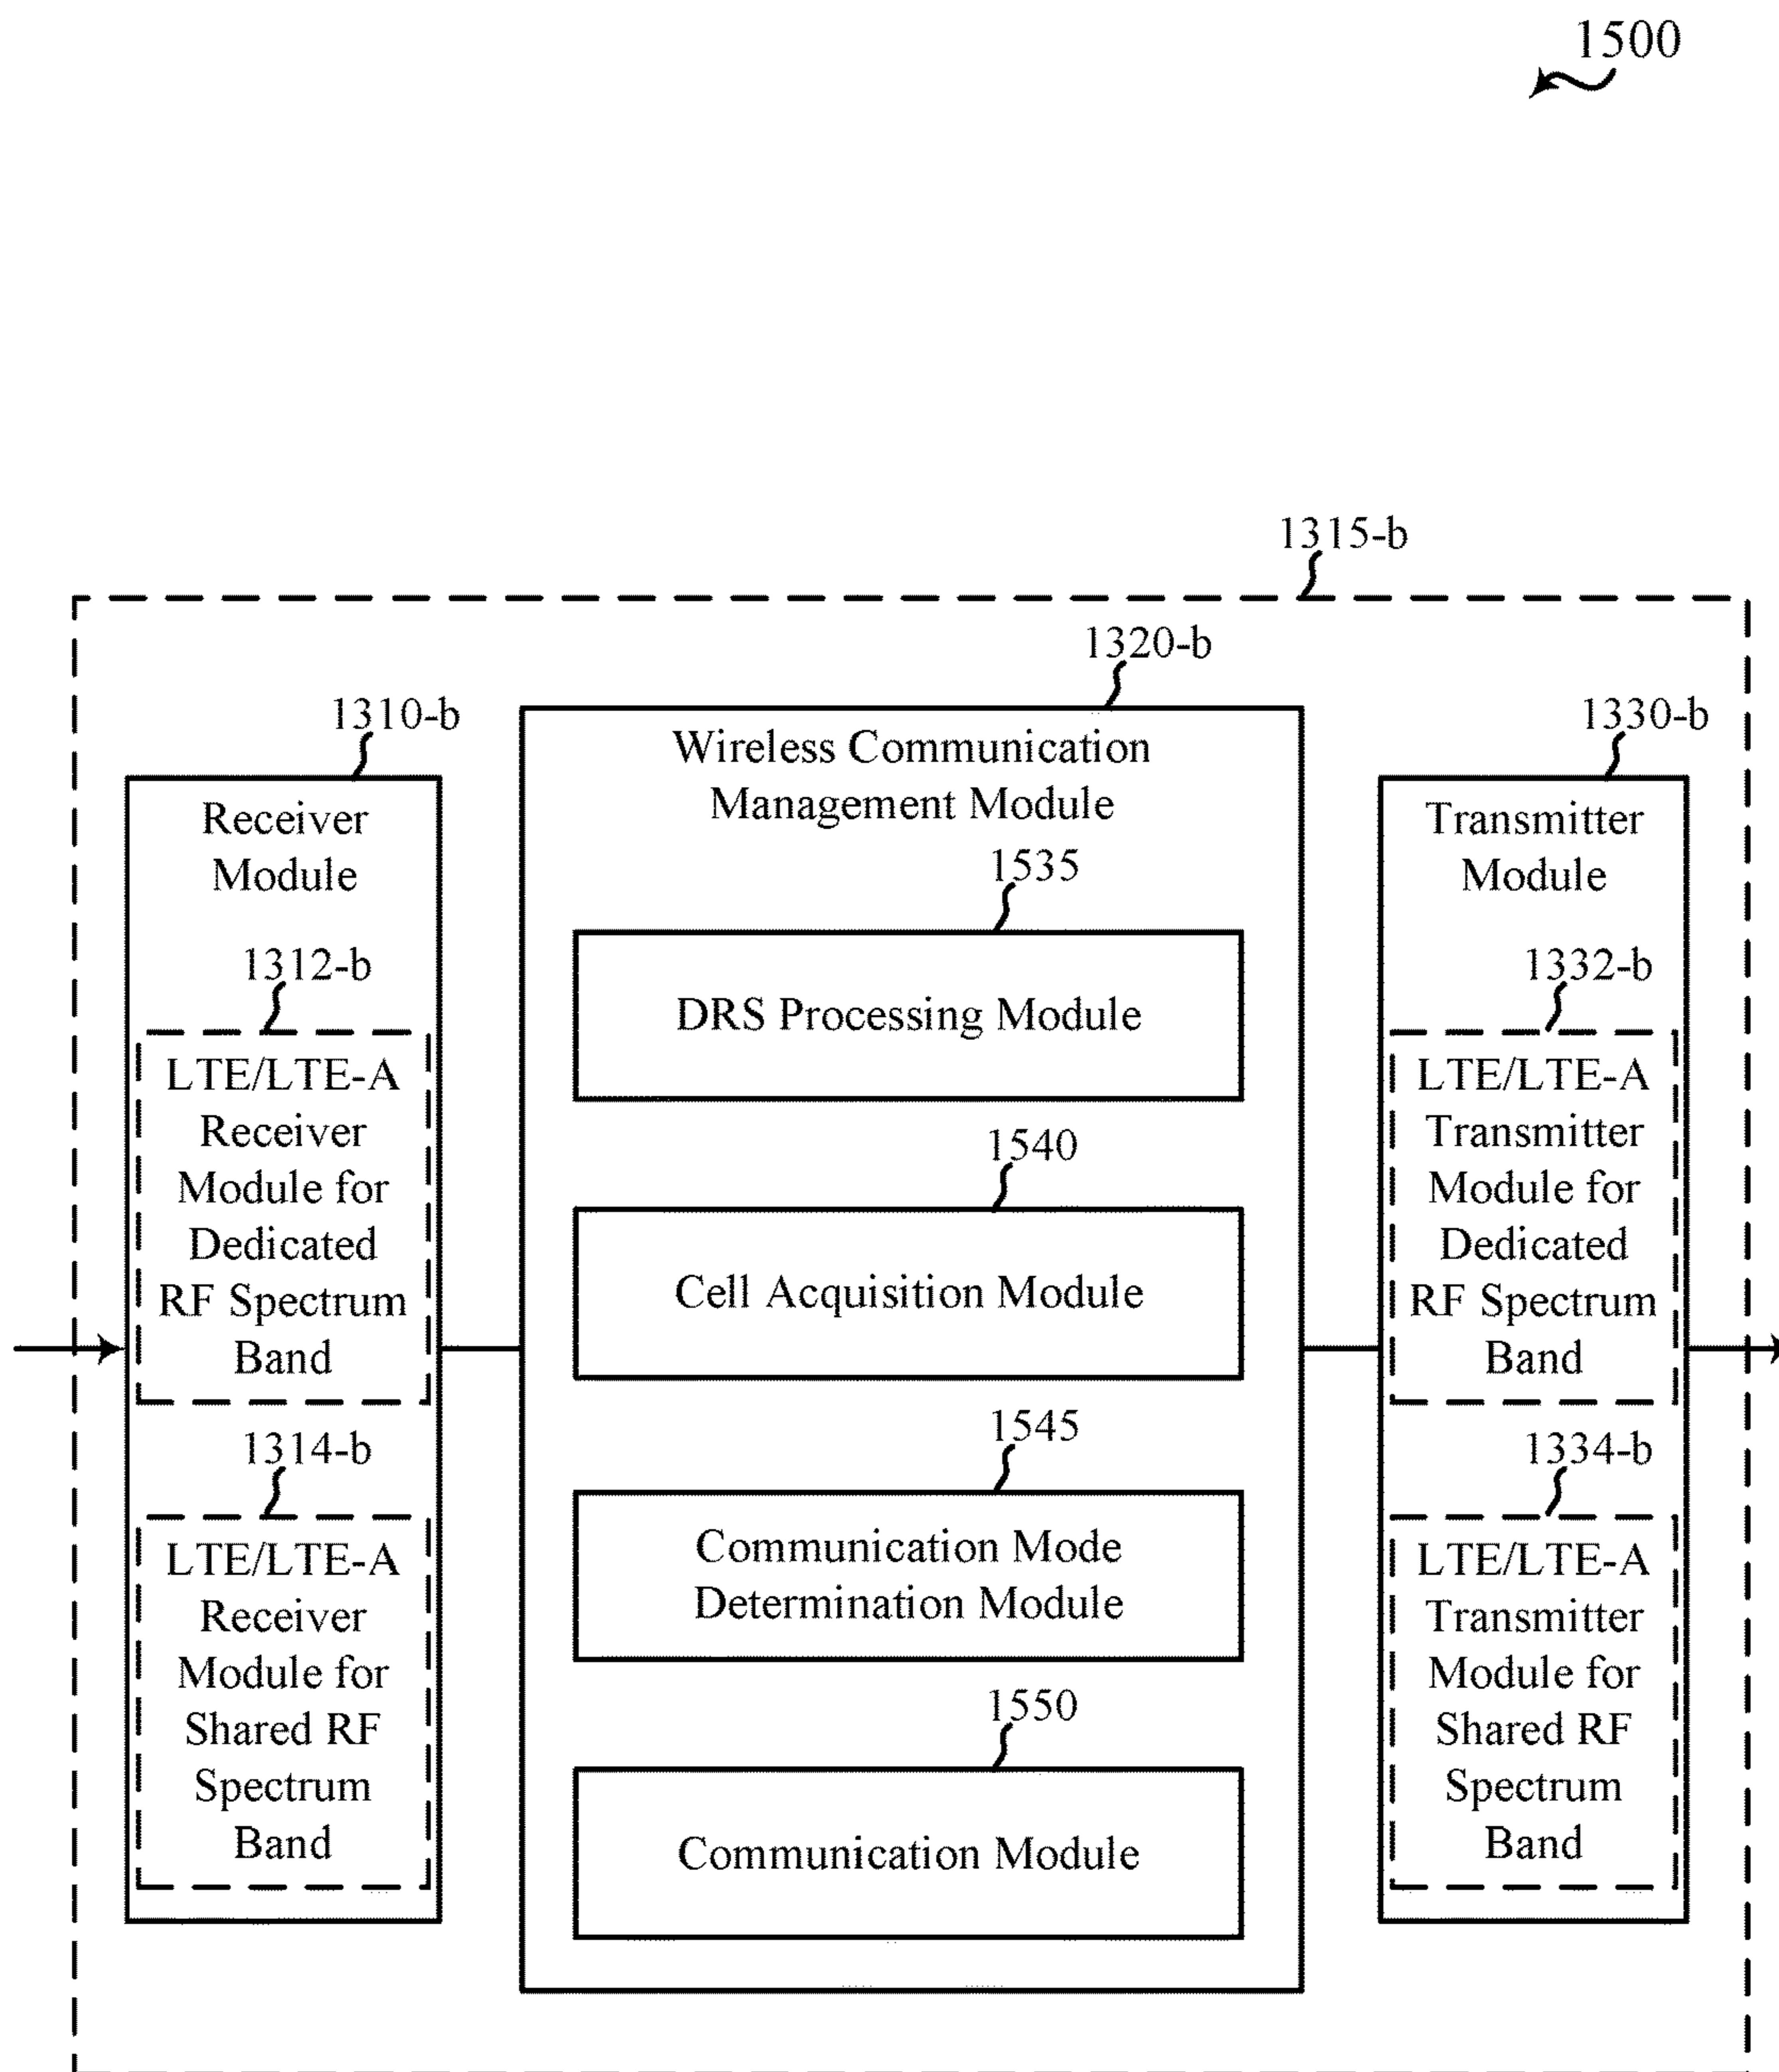 1500
1315-b
1320-b
1310-b
1330-b
Wireless Communication
Management Module
Receiver
Module
Transmitter
Module
1535
DRS Processing Module
1312-b
LTE/LTE-A
Receiver
Module for
Dedicated
RF Spectrum
Band
1332-b
LTE/LTE-A
Transmitter
Module for
Dedicated
RF Spectrum
Band
1540
Cell Acquisition Module
1545
Communication Mode
Determination Module
1314-b
LTE/LTE-A
Receiver
Module for
Shared RF
Spectrum
Band
1334-b
LTE/LTE-A
Transmitter
Module for
Shared RF
Spectrum
Band
1550
Communication Module